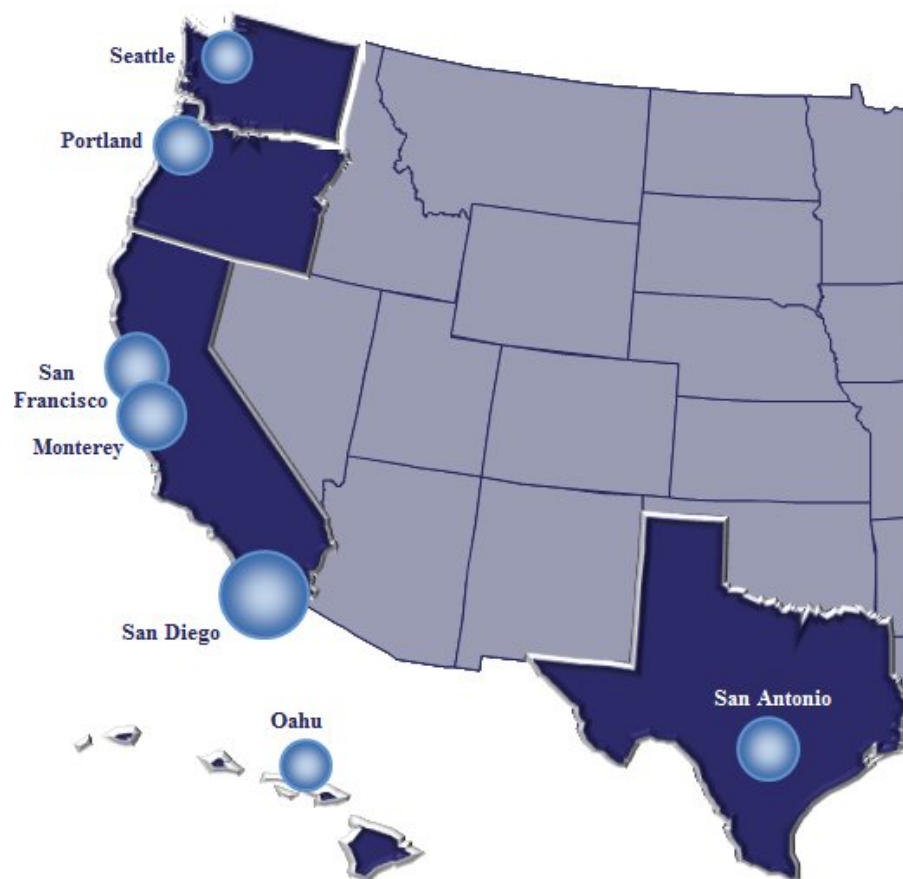 Seattle
Portland
San
Francisco
Monterey
San Diego
San Antonio
Oahu